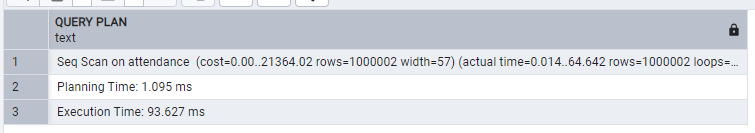 QUERY PLAN
text
1 Seq Scan on attendance (cost=0.00..21364.02 rows=1000002 width=57) (actual time=0.014..64.642 rows=1000002 loops=...
2 Planning Time: 1.095 ms
3 Execution Time: 93.627 ms